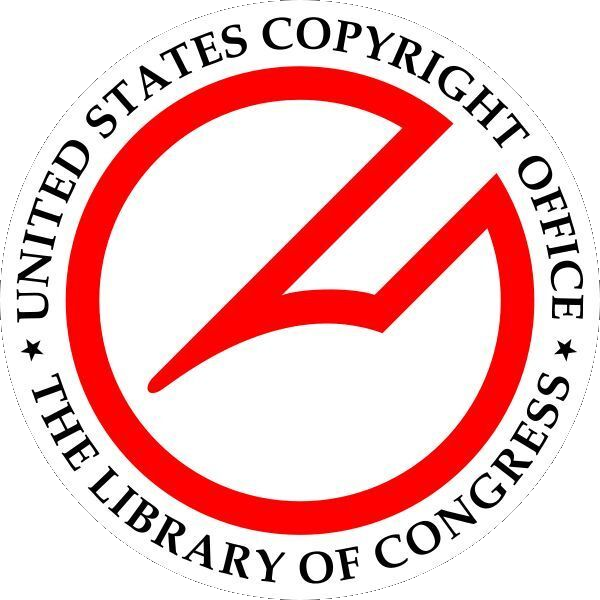 UNITED STATES COPYRIGHT OFFICE
★ THE LIBRARY OF CONGRESS ★